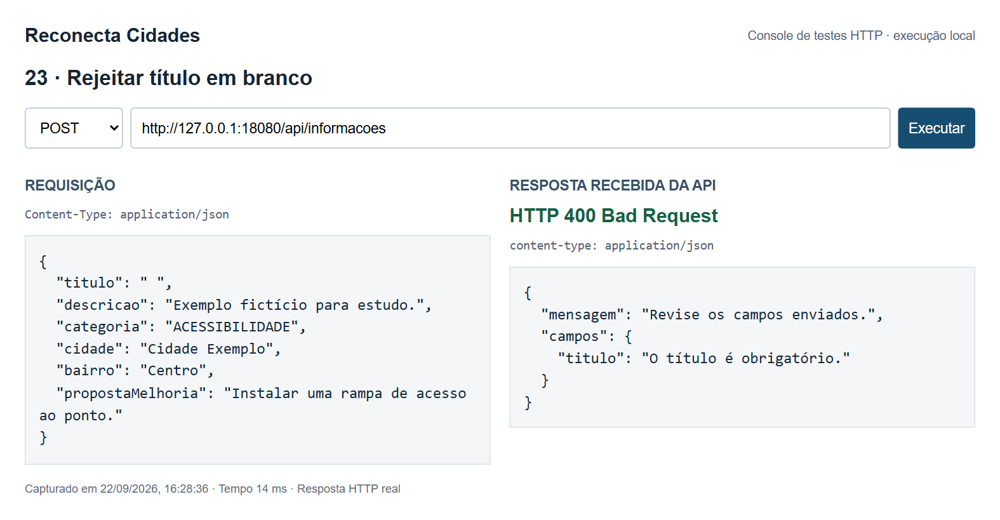 Reconecta Cidades
Console de testes HTTP · execução local
23 · Rejeitar título em branco
POST
http://127.0.0.1:18080/api/informacoes
Executar
REQUISIÇÃO
Content-Type: application/json
{
  "titulo": " ",
  "descricao": "Exemplo fictício para estudo.",
  "categoria": "ACESSIBILIDADE",
  "cidade": "Cidade Exemplo",
  "bairro": "Centro",
  "propostaMelhoria": "Instalar uma rampa de acesso
ao ponto."
}
RESPOSTA RECEBIDA DA API
HTTP 400 Bad Request
content-type: application/json
{
  "mensagem": "Revise os campos enviados.",
  "campos": {
    "titulo": "O título é obrigatório."
  }
}
Capturado em 22/09/2026, 16:28:36 · Tempo 14 ms · Resposta HTTP real